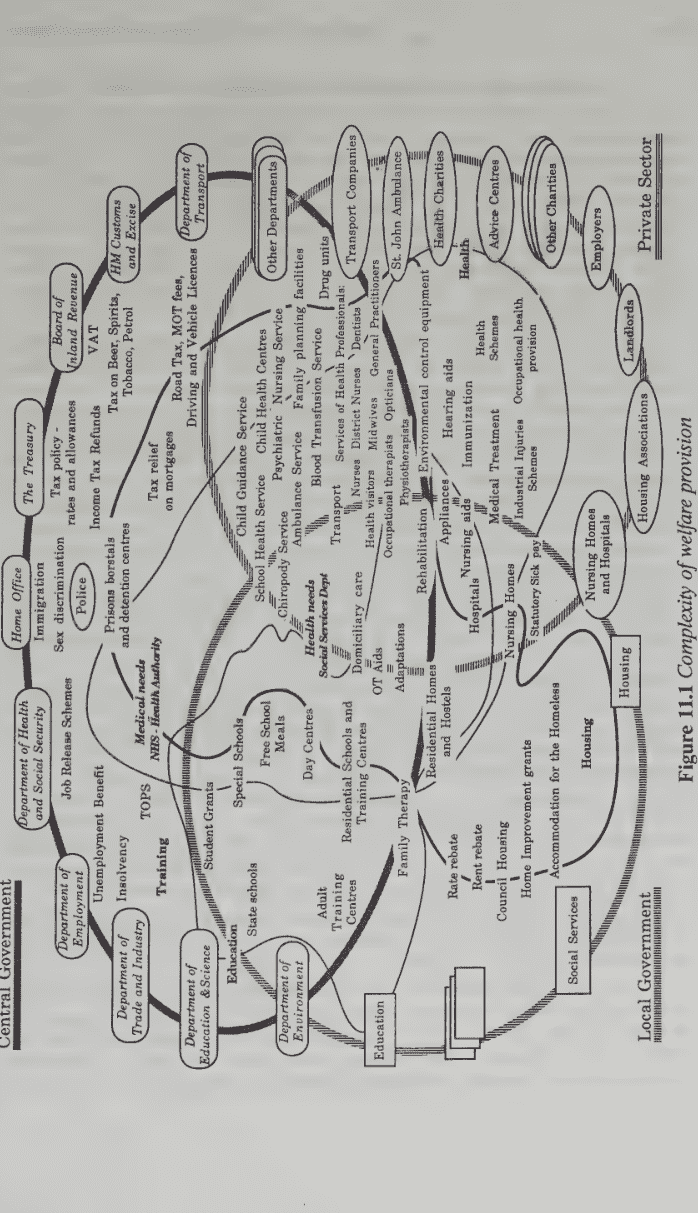 Central Government
Department of
Trade and Industry
Department of
Employment
Department of Health
and Social Security
Home Office
The Treasury
Board of
Inland Revenue
HM Customs
and Excise
Department of
Transport
Other Departments
Department of
Education & Science
Department of
Environment
Job Release Schemes
Unemployment Benefit
Insolvency
TOPS
Training
Immigration
Sex discrimination
Police
Prisons borstals
and detention centres
Tax policy -
rates and allowances
Income Tax Refunds
VAT
Tax on Beer, Spirits,
Tobacco, Petrol
Tax relief
on mortgages
Road Tax, MOT fees,
Driving and Vehicle Licences
Medical needs
NHS - Health Authority
Student Grants
Education
State schools
Special Schools
Free School
Meals
Day Centres
Residential Schools and
Training Centres
Adult
Training
Centres
Family Therapy
Child Guidance Service
School Health Service
Child Health Centres
Chiropody Service
Psychiatric Nursing Service
Ambulance Service
Family planning facilities
Blood Transfusion Service
Drug units
Transport
Services of Health Professionals:
Nurses
District Nurses
Dentists
Health visitors
Midwives
General Practitioners
Occupational therapists
Opticians
Physiotherapists
Health needs
Social Services Dept
Domiciliary care
OT Aids
Adaptations
Rehabilitation
Environmental control equipment
Appliances
Hearing aids
Nursing aids
Immunization
Health
Hospitals
Medical Treatment
Health
Schemes
Nursing Homes
Industrial Injuries
Schemes
Occupational health
provision
Statutory Sick pay
Residential Homes
and Hostels
Rate rebate
Rent rebate
Council Housing
Home Improvement grants
Accommodation for the Homeless
Housing
Transport Companies
St. John Ambulance
Health Charities
Advice Centres
Other Charities
Employers
Landlords
Housing Associations
Nursing Homes
and Hospitals
Housing
Social Services
Education
Local Government
Private Sector
Figure 11.1 Complexity of welfare provision